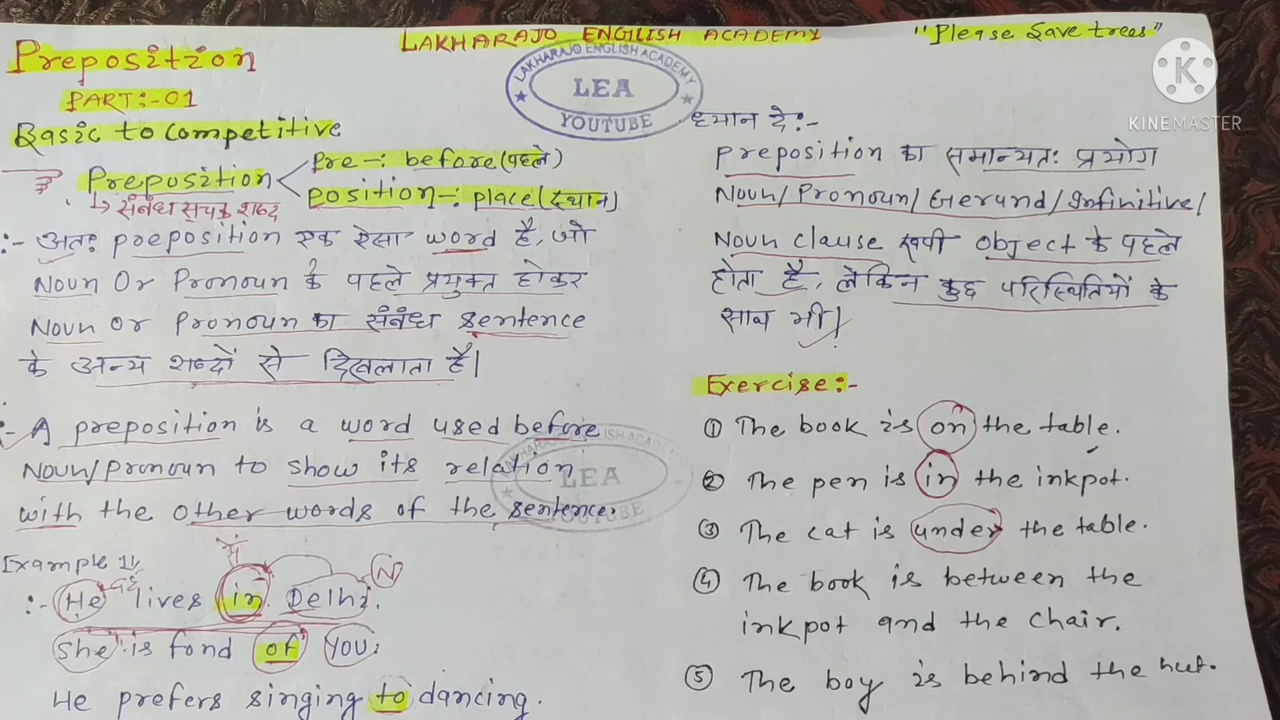 LAKHARAJO ENGILISH ACADEMY
"Please Save trees"
Preposition
PART:-01
Basic to competitive
Preposition
Pre-: before(पहले)
position-: place(स्थान)
संबंध सूचक शब्द
:- अतः preposition एक ऐसा word है, जो
Noun Or Pronoun के पहले प्रयुक्त होकर
Noun or Pronoun का संबंध sentence
के अन्य शब्दों से दिखलाता है।
:- A preposition is a word used before
Noun/pronoun to show its relation
with the other words of the sentence.
Example
:- He lives in Delhi.
She is fond of you.
He prefers singing to dancing.
LAKHARAJO ENGLISH ACADEMY
LEA
YOUTUBE
LEA
ध्यान दे:-
preposition का समान्यतः प्रयोग
Noun/Pronoun/Gerund/Infinitive/
Noun clause रूपी object के पहले
होता है, लेकिन कुछ परिस्थितियों के
साथ भी।
Exercise:-
① The book is on the table.
② The pen is in the inkpot.
③ The cat is under the table.
④ The book is between the
inkpot and the chair.
⑤ The boy is behind the hut.
K
KINEMASTER